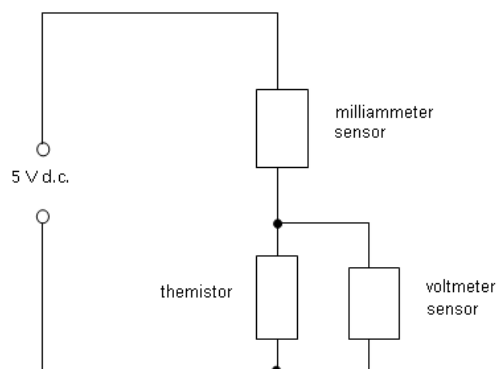 milliammeter
sensor
5 V d.c.
themistor
voltmeter
sensor